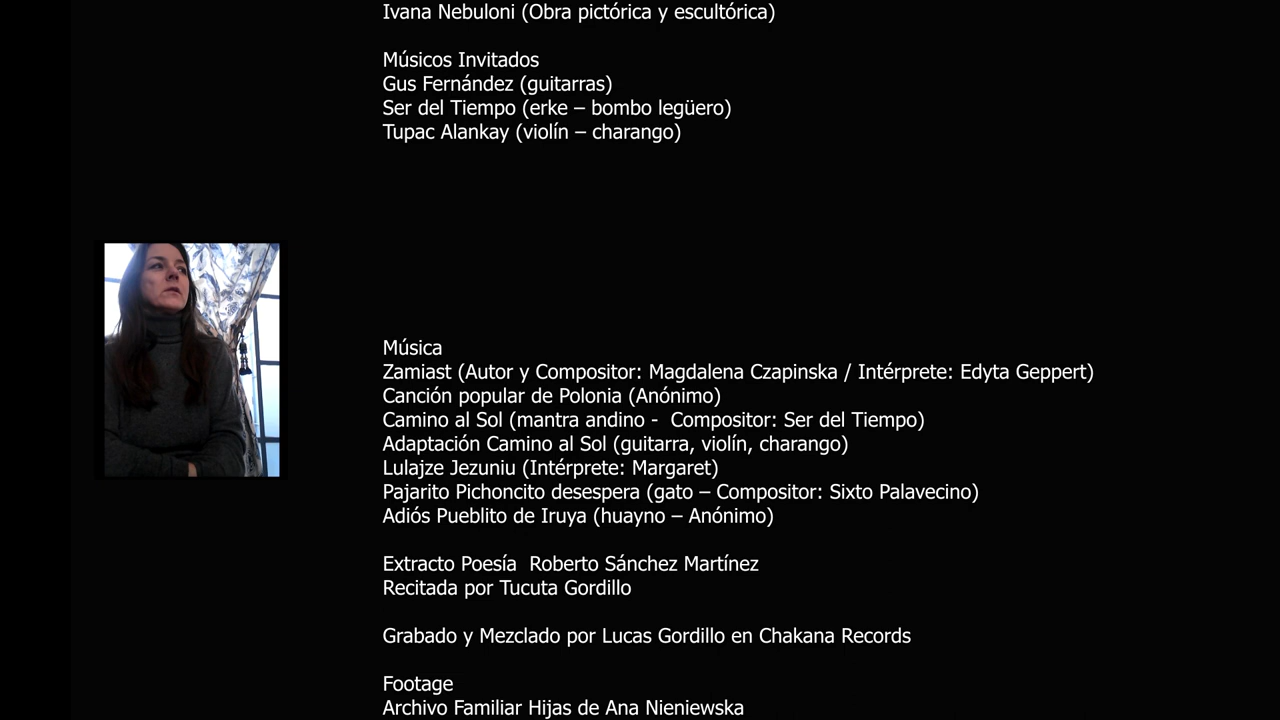 Ivana Nebuloni (Obra pictórica y escultórica)
Músicos Invitados
Gus Fernández (guitarras)
Ser del Tiempo (erke – bombo legüero)
Tupac Alankay (violín – charango)
Música
Zamiast (Autor y Compositor: Magdalena Czapinska / Intérprete: Edyta Geppert)
Canción popular de Polonia (Anónimo)
Camino al Sol (mantra andino -  Compositor: Ser del Tiempo)
Adaptación Camino al Sol (guitarra, violín, charango)
Lulajze Jezuniu (Intérprete: Margaret)
Pajarito Pichoncito desespera (gato – Compositor: Sixto Palavecino)
Adiós Pueblito de Iruya (huayno – Anónimo)
Extracto Poesía  Roberto Sánchez Martínez
Recitada por Tucuta Gordillo
Grabado y Mezclado por Lucas Gordillo en Chakana Records
Footage
Archivo Familiar Hijas de Ana Nieniewska